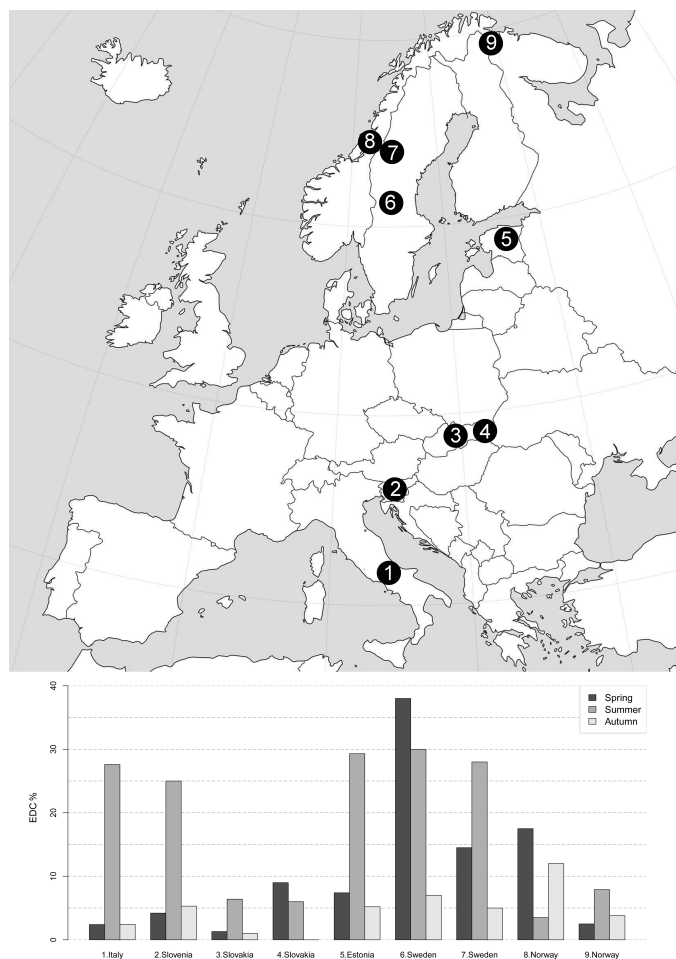 9
8
7
6
5
3
4
2
1
40
30
20
10
0
EDC %
Spring
Summer
Autumn
1.Italy 2.Slovenia 3.Slovakia 4.Slovakia 5.Estonia 6.Sweden 7.Sweden 8.Norway 9.Norway